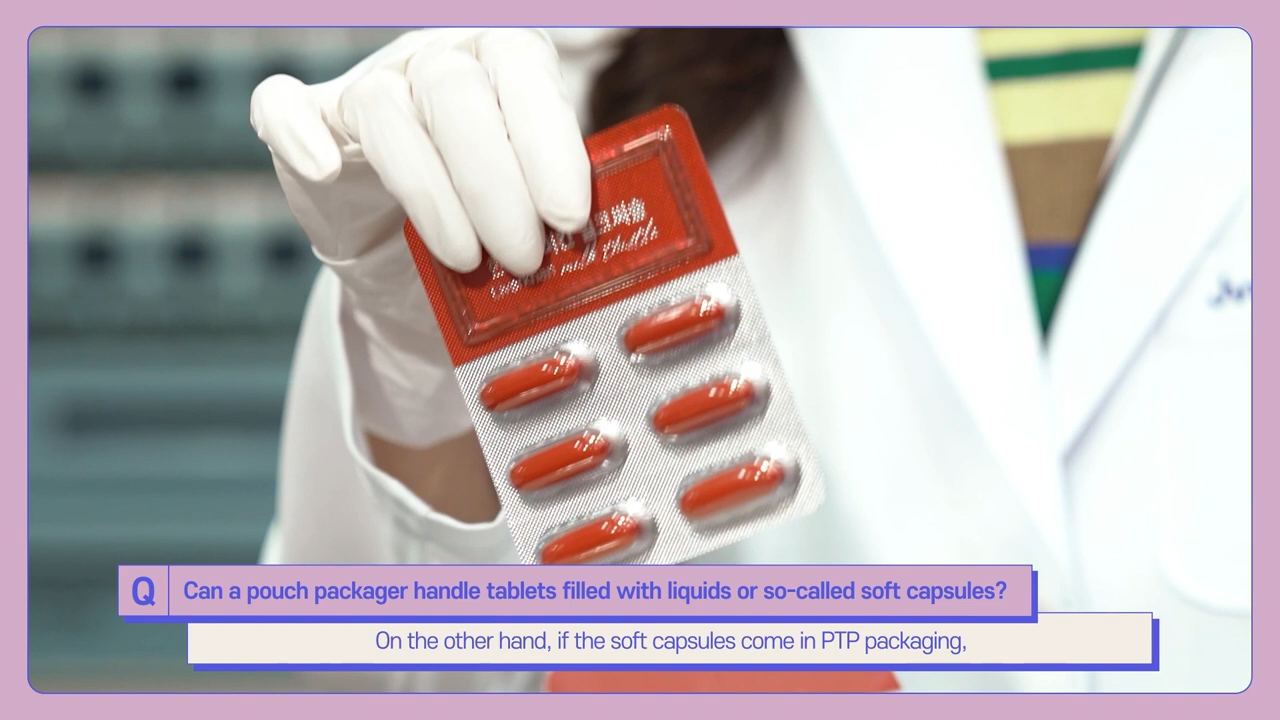 Q Can a pouch packager handle tablets filled with liquids or so-called soft capsules?
On the other hand, if the soft capsules come in PTP packaging,